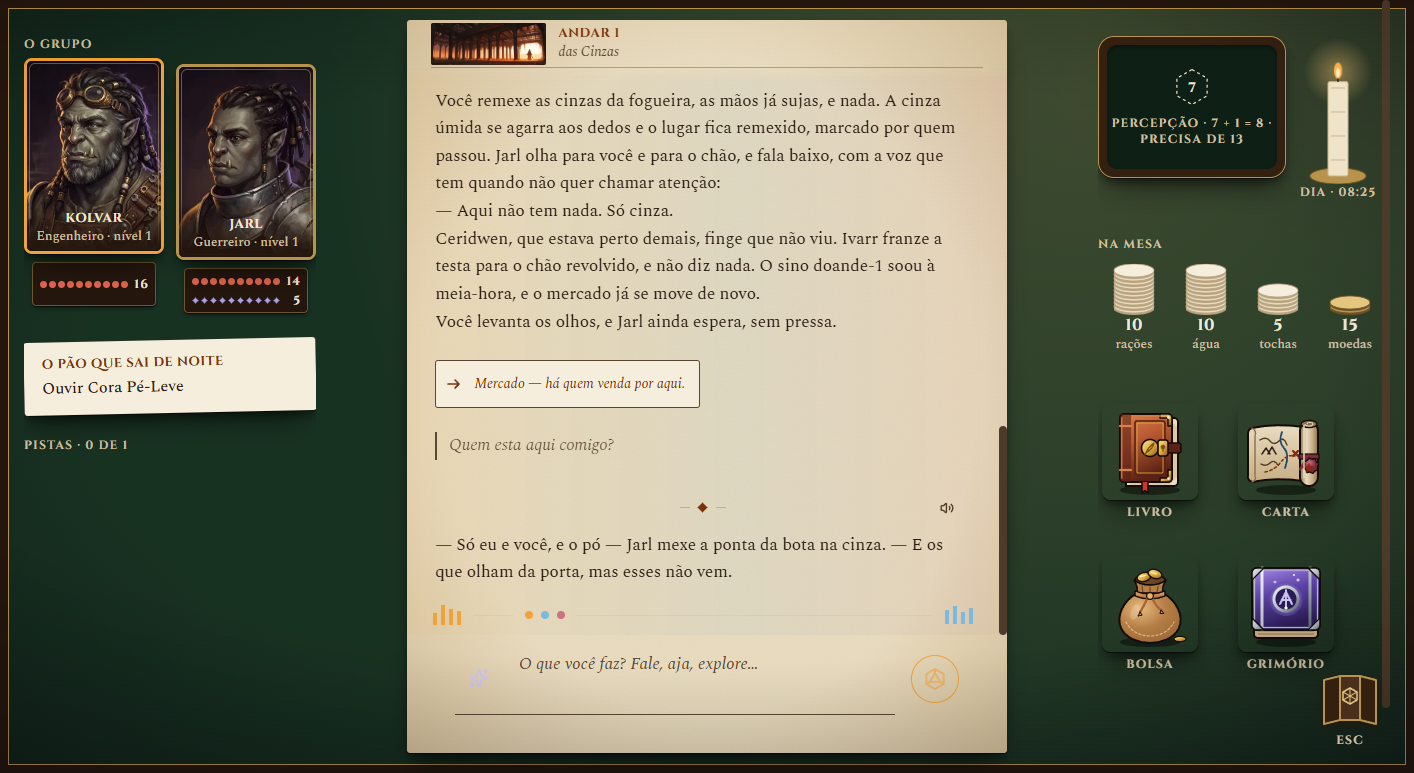 O GRUPO
KOLVAR
Engenheiro · nível 1
16
JARL
Guerreiro · nível 1
14
5
O PÃO QUE SAI DE NOITE
Ouvir Cora Pé-Leve
PISTAS · 0 DE 1
ANDAR I
das Cinzas
Você remexe as cinzas da fogueira, as mãos já sujas, e nada. A cinza
úmida se agarra aos dedos e o lugar fica remexido, marcado por quem
passou. Jarl olha para você e para o chão, e fala baixo, com a voz que
tem quando não quer chamar atenção:
— Aqui não tem nada. Só cinza.
Ceridwen, que estava perto demais, finge que não viu. Ivarr franze a
testa para o chão revolvido, e não diz nada. O sino doande-1 soou à
meia-hora, e o mercado já se move de novo.
Você levanta os olhos, e Jarl ainda espera, sem pressa.
→ Mercado — há quem venda por aqui.
Quem esta aqui comigo?
— Só eu e você, e o pó — Jarl mexe a ponta da bota na cinza. — E os
que olham da porta, mas esses não vem.
O que você faz? Fale, aja, explore...
7
PERCEPÇÃO · 7 + 1 = 8 ·
PRECISA DE 13
DIA · 08:25
NA MESA
10
rações
10
água
5
tochas
15
moedas
LIVRO
CARTA
BOLSA
GRIMÓRIO
ESC